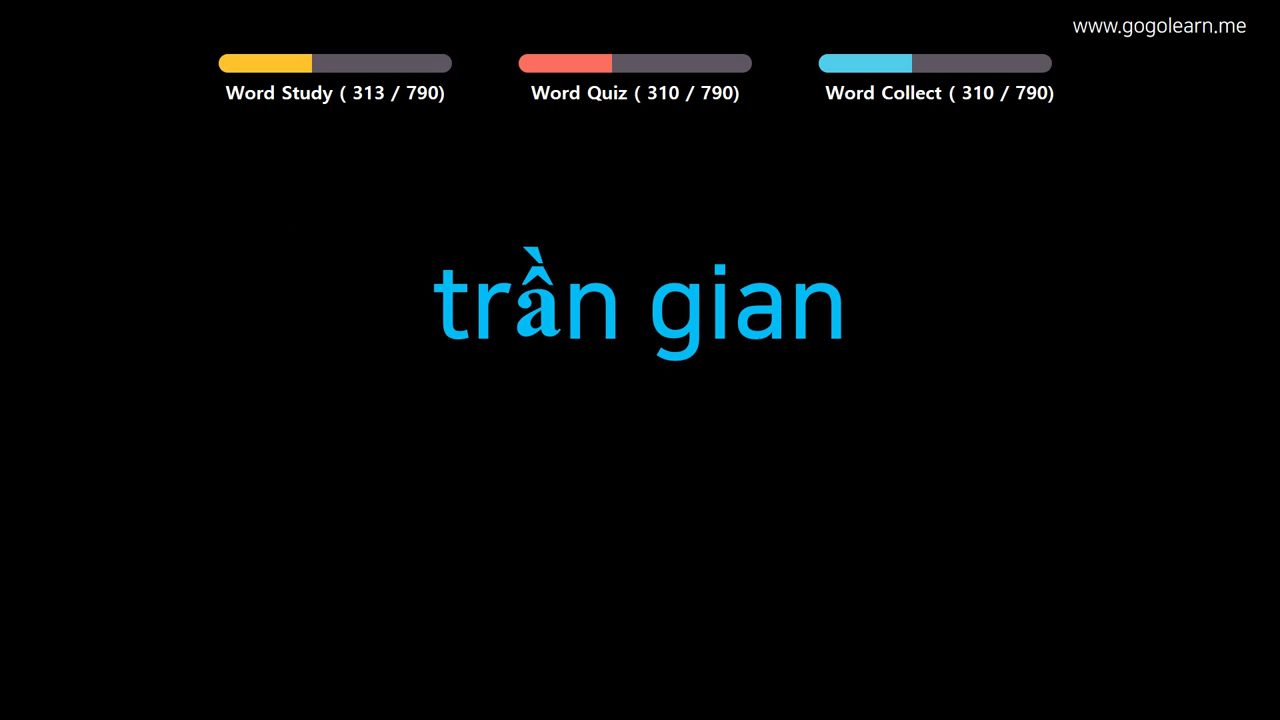 www.gogolearn.me
Word Study ( 313 / 790)
Word Quiz ( 310 / 790)
Word Collect ( 310 / 790)
trần gian